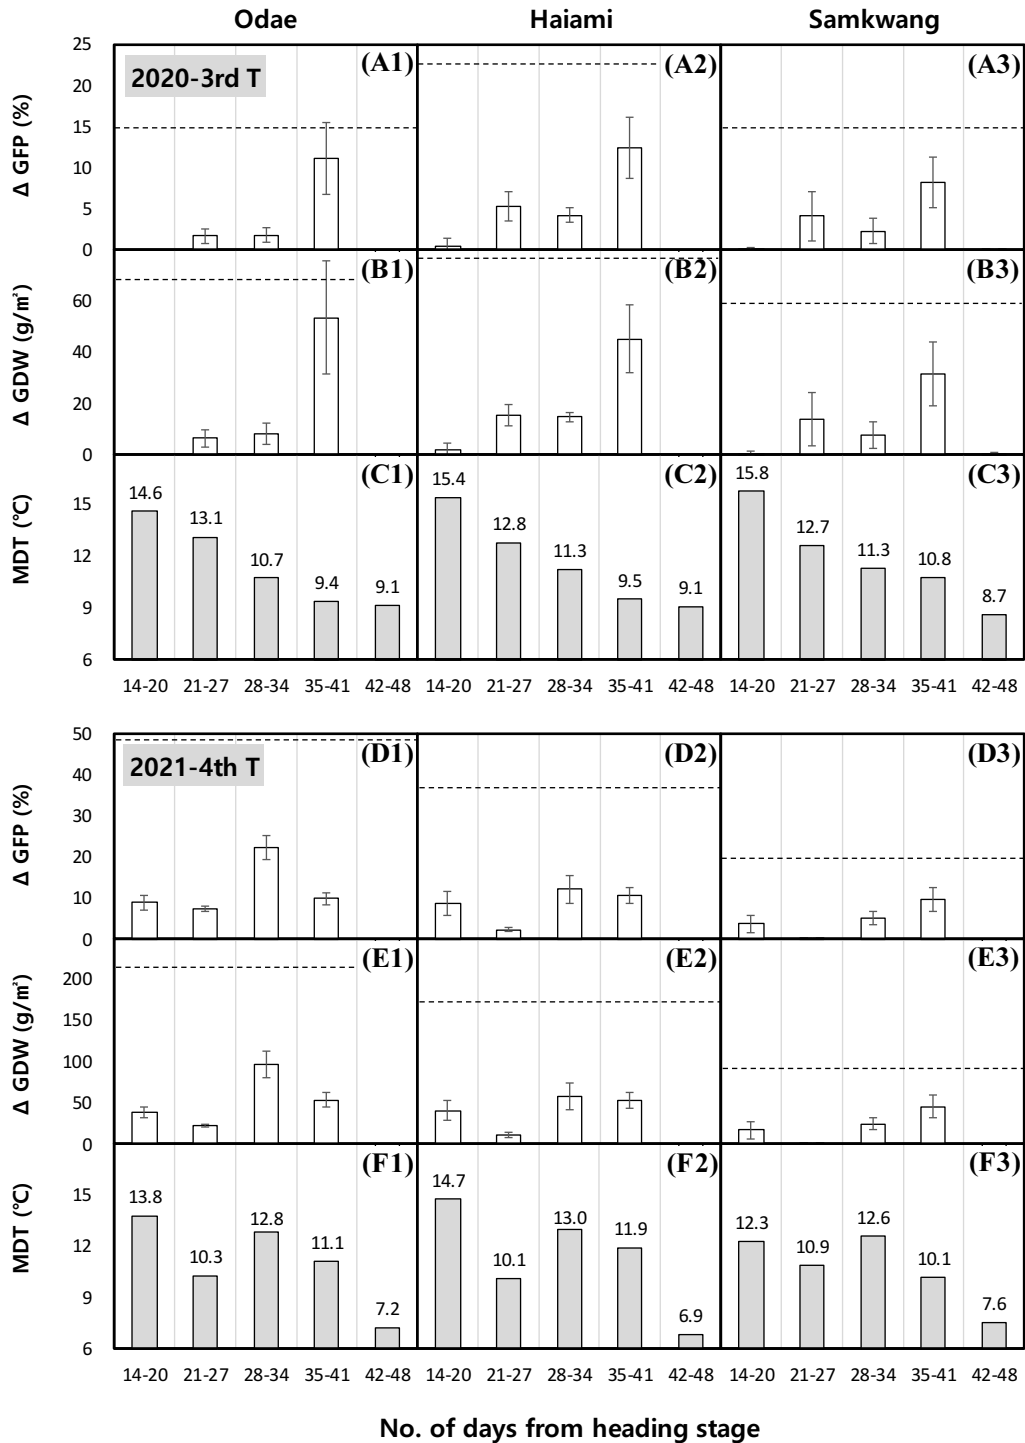 Odae Haiami Samkwang
2020-3rd T (A1) (A2) (A3)
Δ GFP (%)
25
20
15
10
5
0
(B1) (B2) (B3)
Δ GDW (g/㎡)
60
40
20
0
(C1) (C2) (C3)
MDT (℃)
15
12
9
6
14.6 13.1 10.7 9.4 9.1
15.4 12.8 11.3 9.5 9.1
15.8 12.7 11.3 10.8 8.7
14-20 21-27 28-34 35-41 42-48 14-20 21-27 28-34 35-41 42-48 14-20 21-27 28-34 35-41 42-48
2021-4th T (D1) (D2) (D3)
Δ GFP (%)
50
40
30
20
10
0
(E1) (E2) (E3)
Δ GDW (g/㎡)
200
150
100
50
0
(F1) (F2) (F3)
MDT (℃)
15
12
9
6
13.8 10.3 12.8 11.1 7.2
14.7 10.1 13.0 11.9 6.9
12.3 10.9 12.6 10.1 7.6
14-20 21-27 28-34 35-41 42-48 14-20 21-27 28-34 35-41 42-48 14-20 21-27 28-34 35-41 42-48
No. of days from heading stage